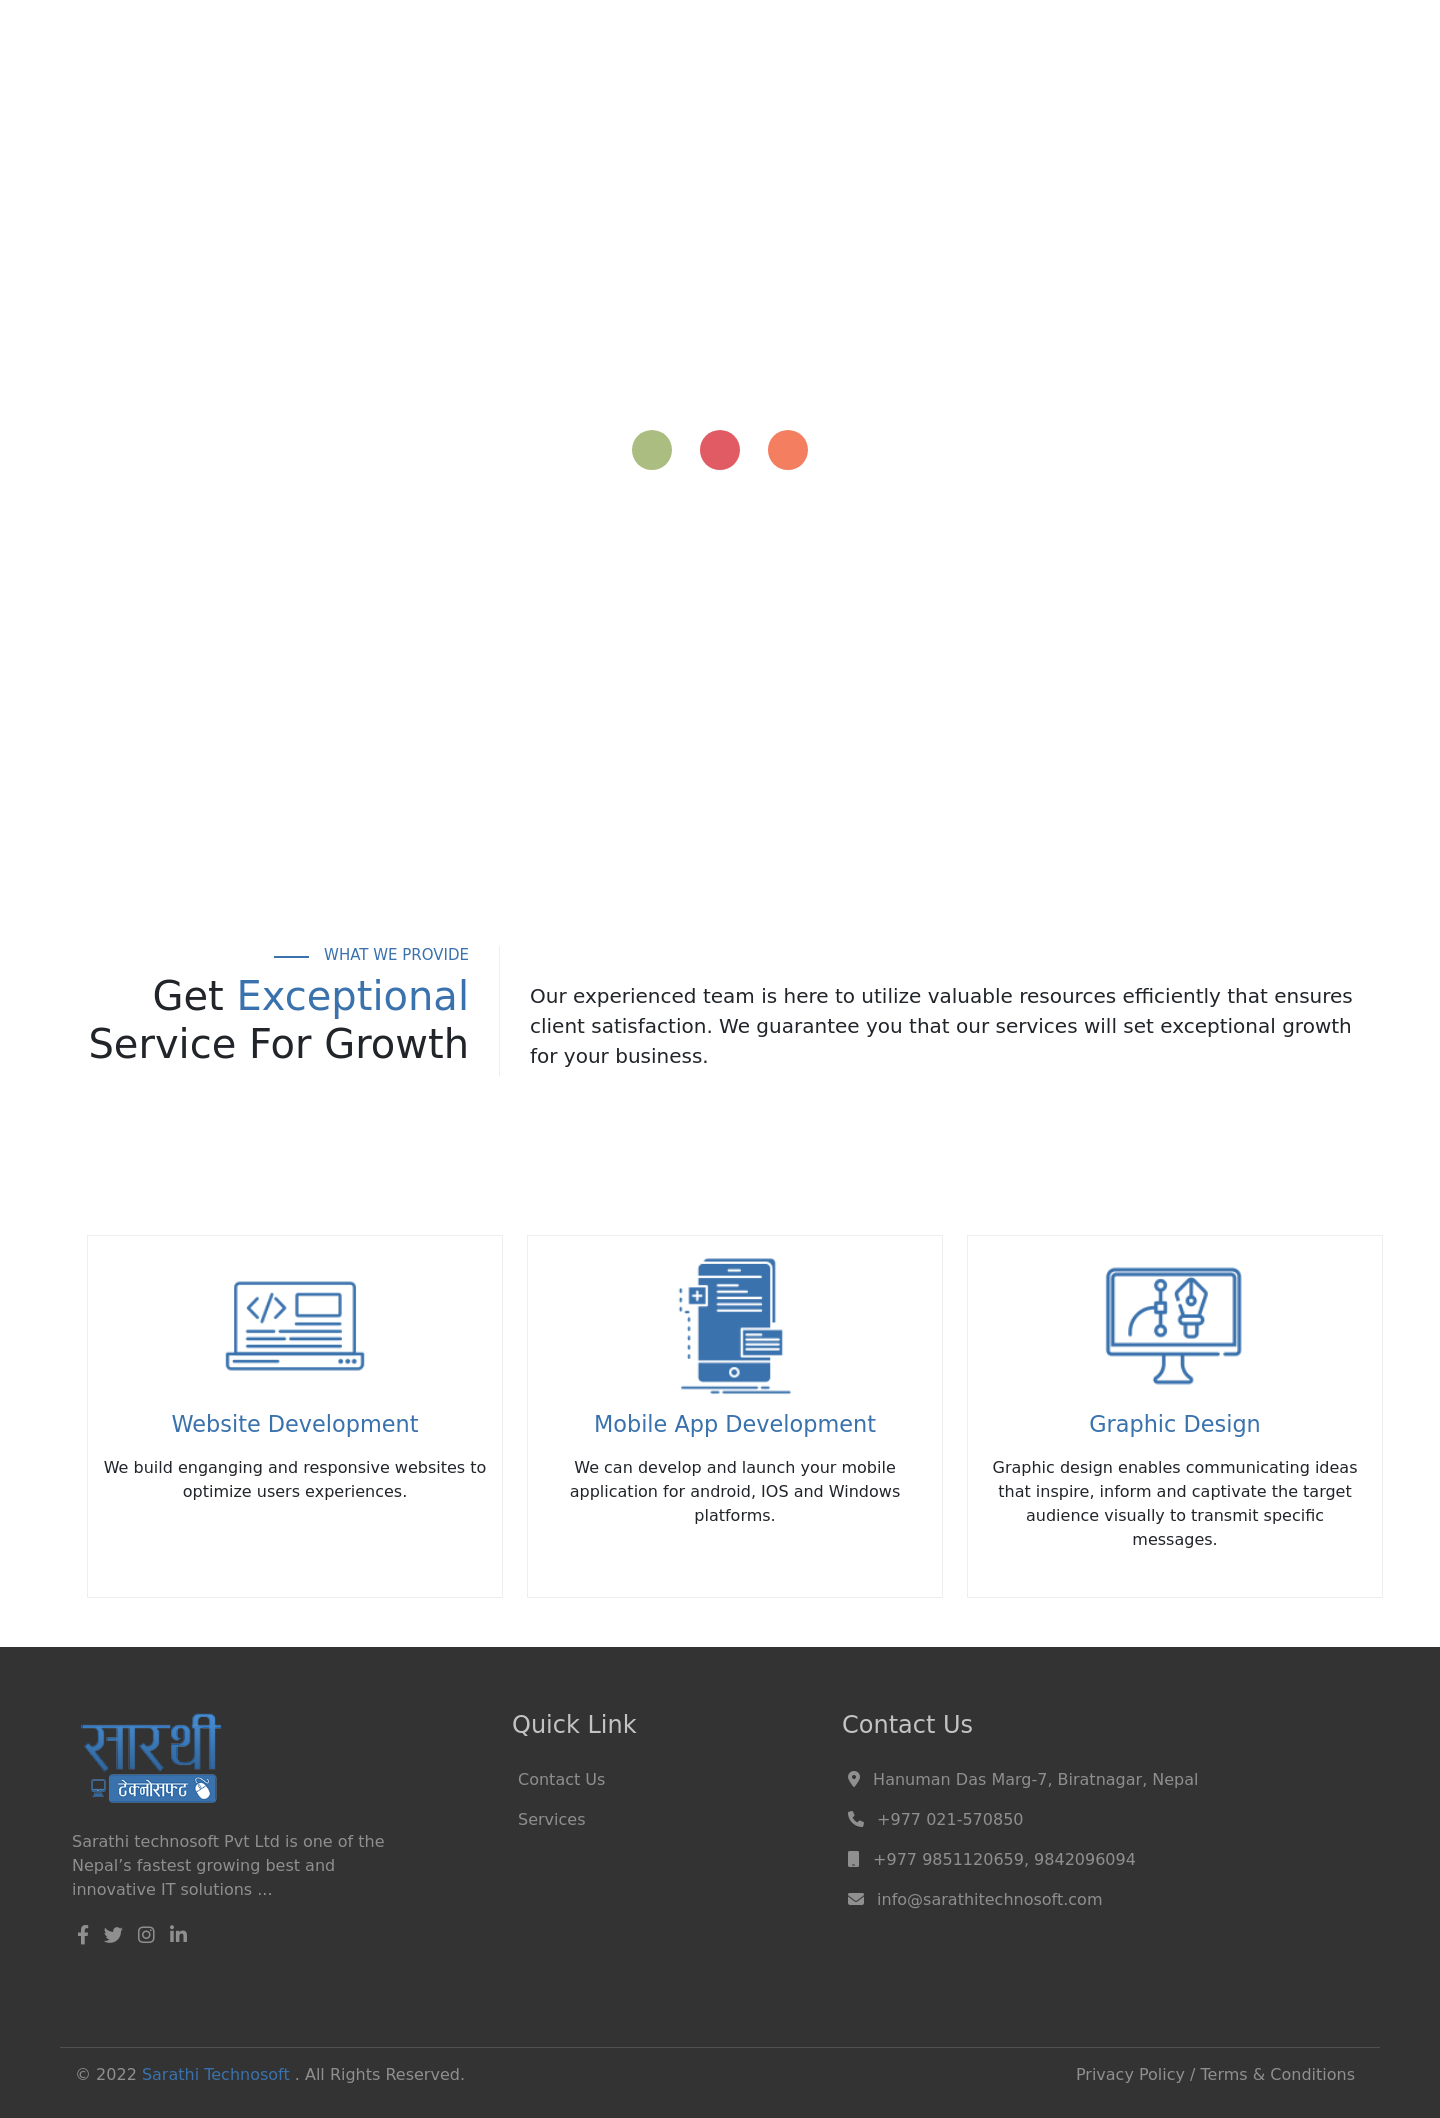 WHAT WE PROVIDE
Get Exceptional
Service For Growth
Our experienced team is here to utilize valuable resources efficiently that ensures
client satisfaction. We guarantee you that our services will set exceptional growth
for your business.
Website Development
We build enganging and responsive websites to
optimize users experiences.
Mobile App Development
We can develop and launch your mobile
application for android, IOS and Windows
platforms.
Graphic Design
Graphic design enables communicating ideas
that inspire, inform and captivate the target
audience visually to transmit specific
messages.
सारथी
टेक्नोसफ्ट
Sarathi technosoft Pvt Ltd is one of the
Nepal’s fastest growing best and
innovative IT solutions ...
Quick Link
Contact Us
Services
Contact Us
Hanuman Das Marg-7, Biratnagar, Nepal
+977 021-570850
+977 9851120659, 9842096094
info@sarathitechnosoft.com
© 2022 Sarathi Technosoft . All Rights Reserved.
Privacy Policy / Terms & Conditions